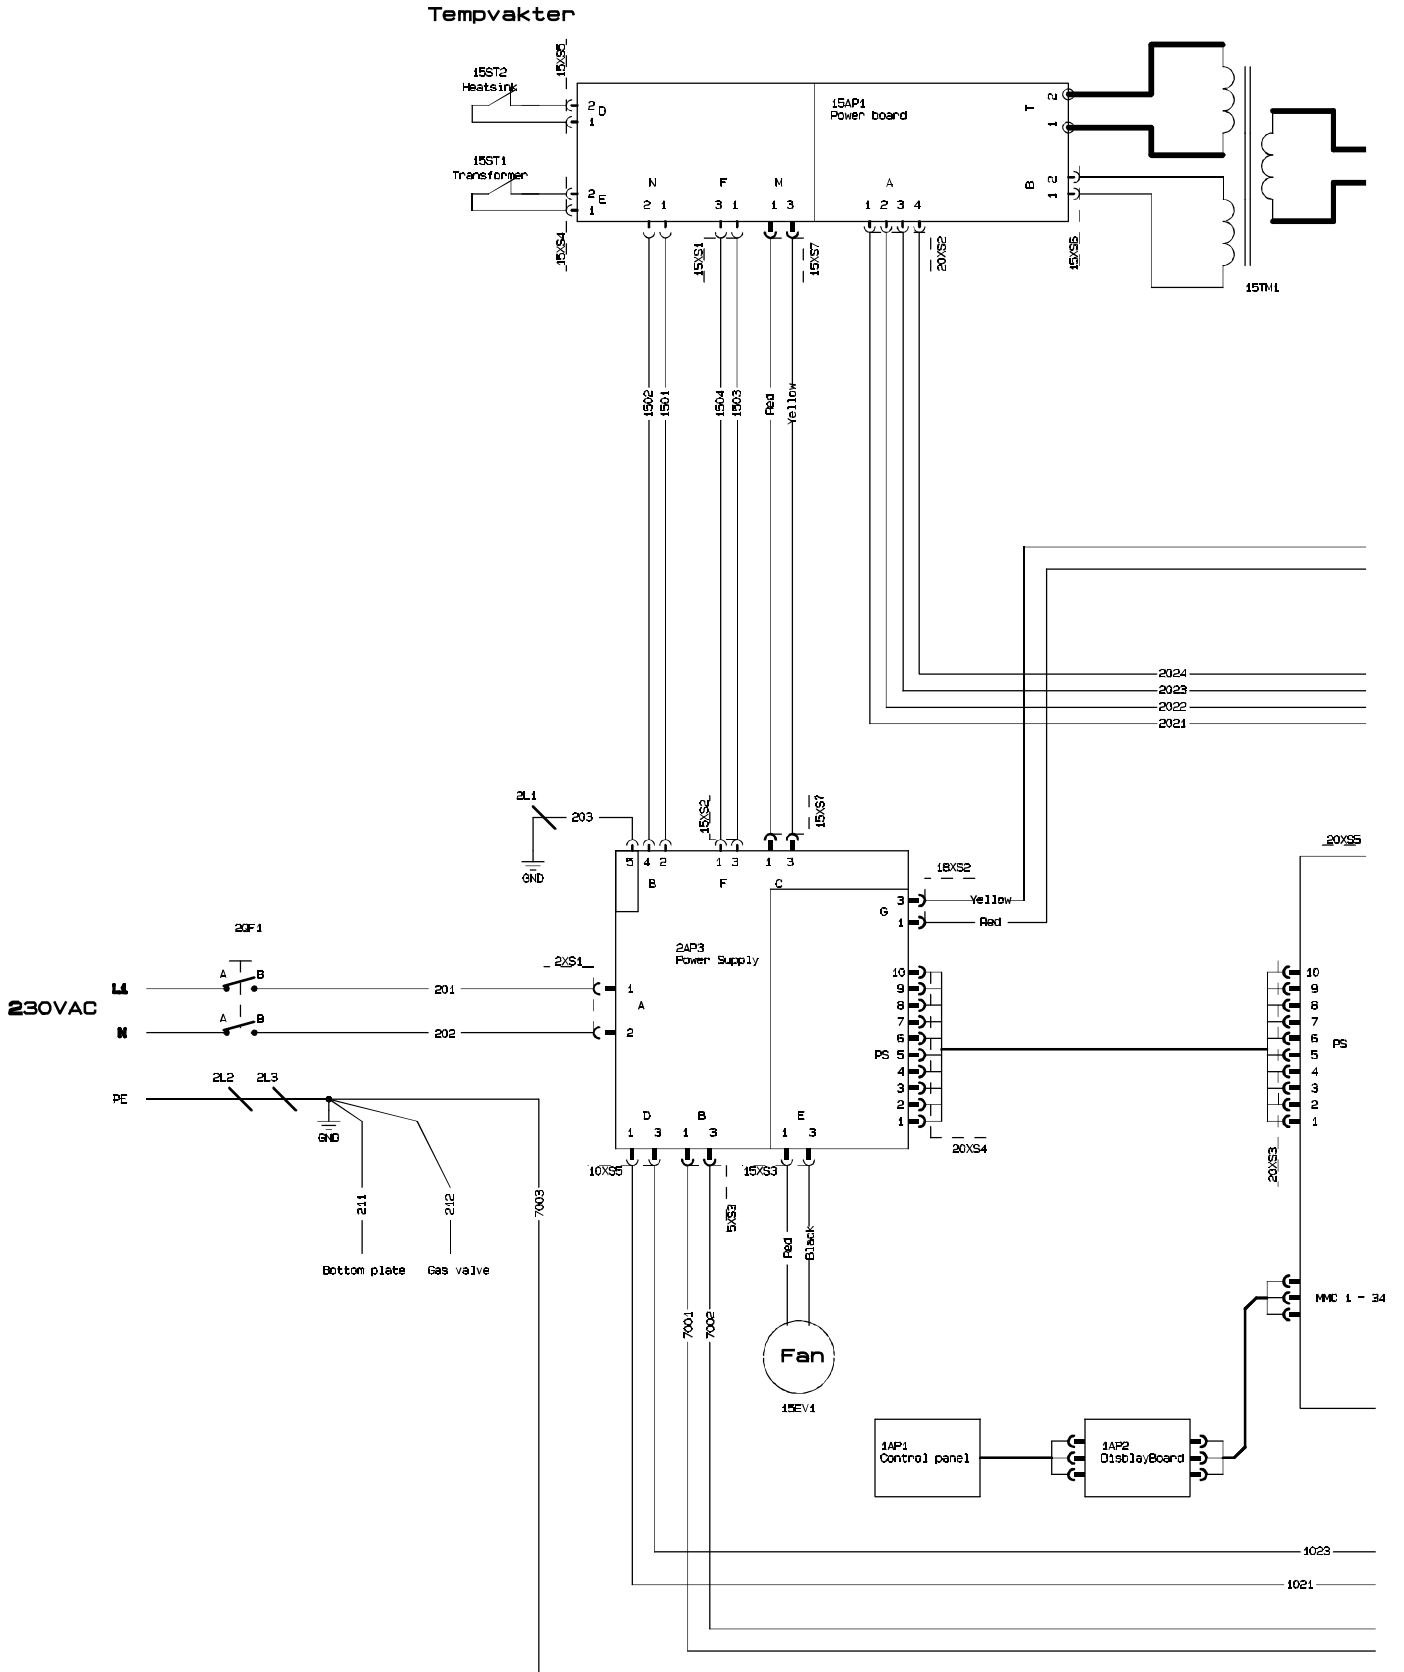 Tempvakter
15XS5
15ST2
Heatsink
2 D
1
15ST1
Transformer
2 E
1
15XS4
15AP1
Power board
T 2
1
B 2
1
N F M A
2 1 3 1 1 3 1 2 3 4
15XS1
15XS7
20XS2
15XS6
15TM1
1502
1501
1504
1503
Red
Yellow
2024
2023
2022
2021
2L1
203
GND
15XS2
15XS7
5 4 2 1 3 1 3
B F C
18XS2
3 Yellow
G
1 Red
20XS5
2QF1
2AP3
Power Supply
2XS1
A B
L1 201 1
A
230VAC
A B
N 202 2
10
9
8
7
6
PS 5
4
3
2
1
20XS4
10
9
8
7
6 PS
5
4
3
2
1
20XS3
2L2 2L3
PE
GND
D B E
1 3 1 3 1 3
10XS5
5XS3
15XS3
211
212
7003
Bottom plate
Gas valve
Red
Black
7001
7002
Fan
15EV1
MMC 1 - 34
1AP1
Control panel
1AP2
DisblayBoard
1023
1021